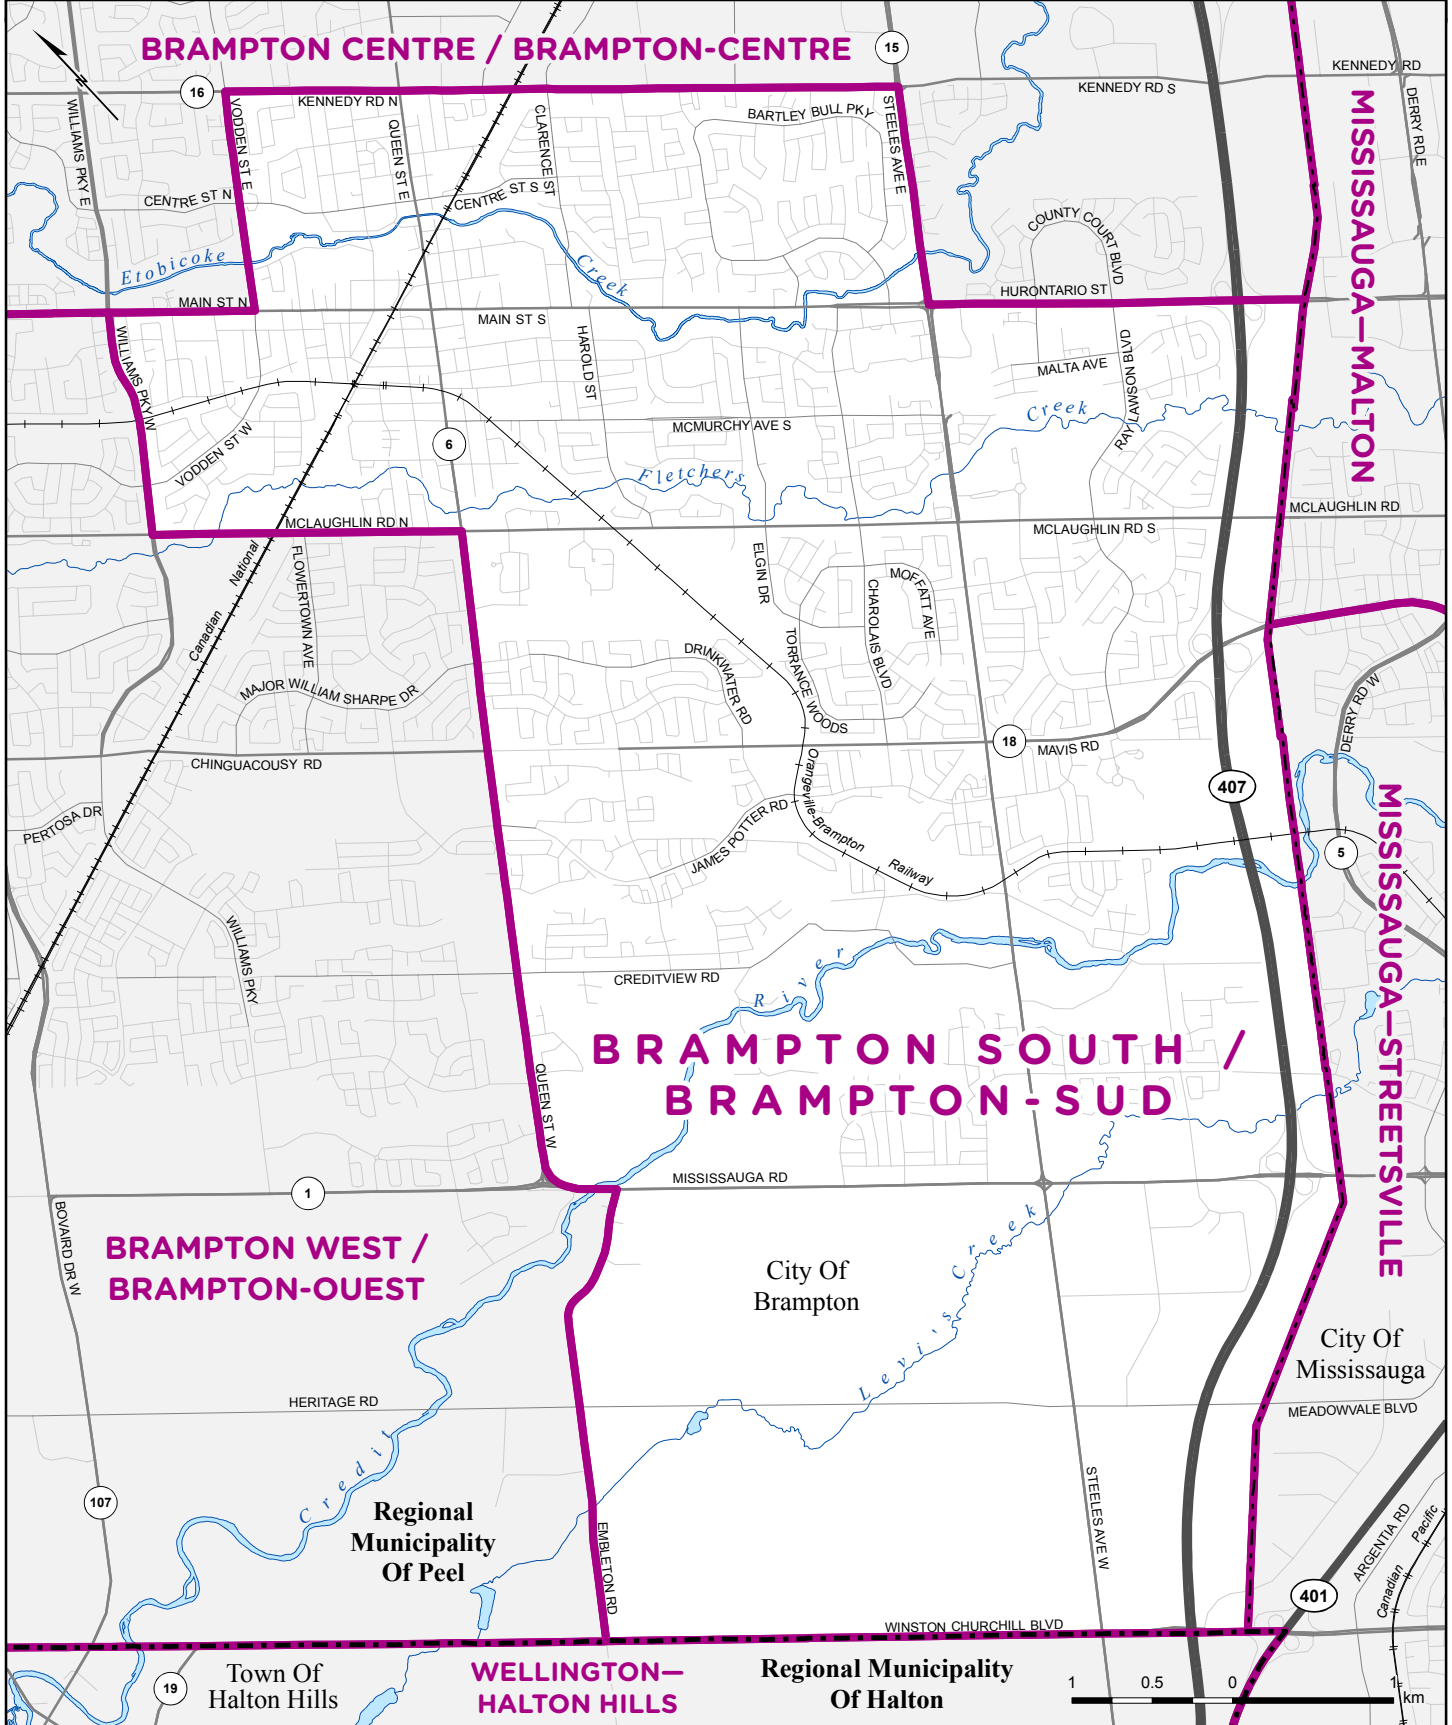 BRAMPTON CENTRE / BRAMPTON-CENTRE
15
KENNEDY RD
16
KENNEDY RD N
KENNEDY RD S
BARTLEY BULL PKY
WILLIAMS PKY E
VODDEN ST E
QUEEN ST E
CLARENCE ST
STEELES AVE E
DERRY RD E
MISSISSAUGA—MALTON
CENTRE ST N
CENTRE ST S
COUNTY COURT BLVD
Etobicoke
Creek
MAIN ST N
HURONTARIO ST
MAIN ST S
WILLIAMS PKY W
HAROLD ST
MALTA AVE
RAY LAWSON BLVD
Creek
MCMURCHY AVE S
6
VODDEN ST W
Fletchers
MCLAUGHLIN RD N
MCLAUGHLIN RD S
MCLAUGHLIN RD
National
Canadian
FLOWERTOWN AVE
ELGIN DR
MOFFATT AVE
CHAROLAIS BLVD
DRINKWATER RD
TORRANCE WOODS
MAJOR WILLIAM SHARPE DR
DERRY RD W
18
MAVIS RD
CHINGUACOUSY RD
407
Orangeville-Brampton
Railway
PERTOSA DR
JAMES POTTER RD
5
MISSISSAUGA—STREETSVILLE
WILLIAMS PKY
CREDITVIEW RD
River
BRAMPTON SOUTH /
BRAMPTON-SUD
QUEEN ST W
MISSISSAUGA RD
1
BOVAIRD DR W
BRAMPTON WEST /
BRAMPTON-OUEST
City Of
Brampton
Levi's Creek
City Of
Mississauga
HERITAGE RD
MEADOWVALE BLVD
Credit
107
Regional
Municipality
Of Peel
STEELES AVE W
EMBLETON RD
ARGENTIA RD
Canadian
Pacific
401
WINSTON CHURCHILL BLVD
19
Town Of
Halton Hills
WELLINGTON—
HALTON HILLS
Regional Municipality
Of Halton
1
0.5
0
1
km
N